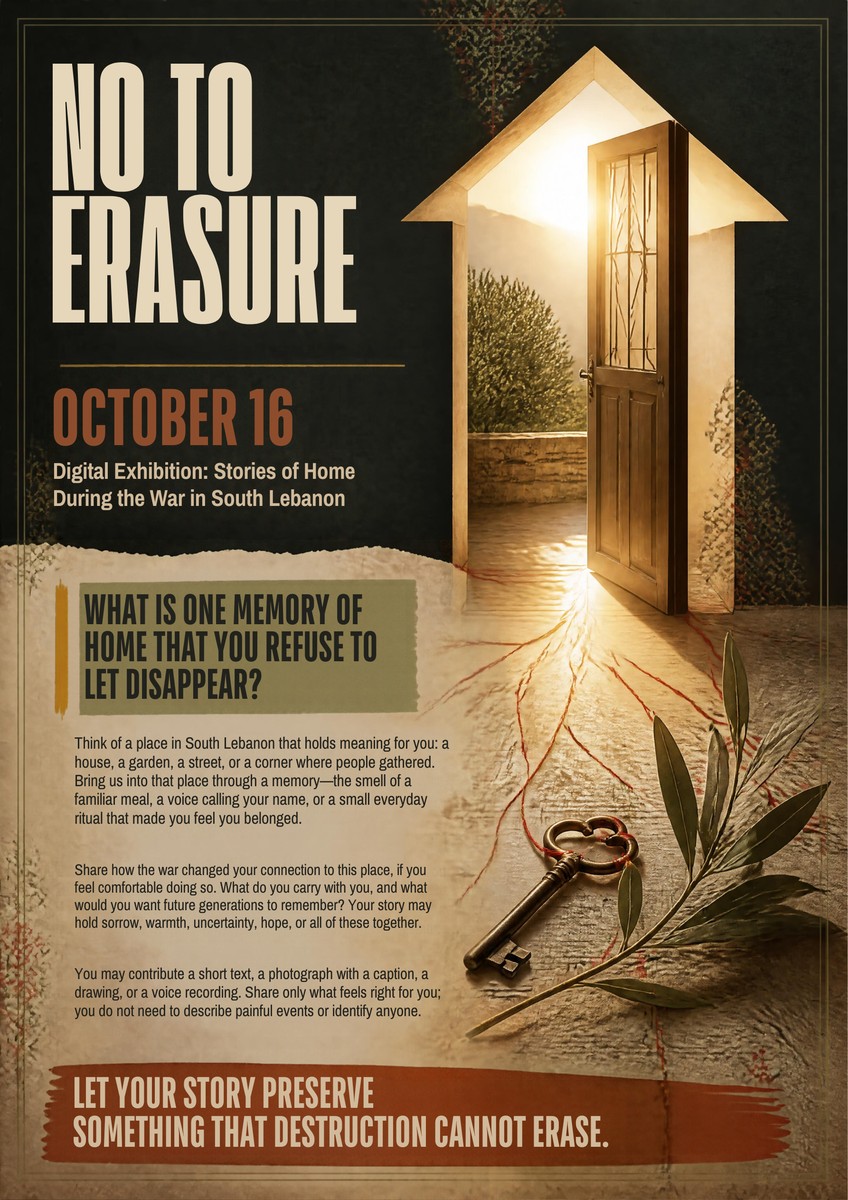 NO TO
ERASURE
OCTOBER 16
Digital Exhibition: Stories of Home
During the War in South Lebanon
WHAT IS ONE MEMORY OF
HOME THAT YOU REFUSE TO
LET DISAPPEAR?
Think of a place in South Lebanon that holds meaning for you: a
house, a garden, a street, or a corner where people gathered.
Bring us into that place through a memory—the smell of a
familiar meal, a voice calling your name, or a small everyday
ritual that made you feel you belonged.
Share how the war changed your connection to this place, if you
feel comfortable doing so. What do you carry with you, and what
would you want future generations to remember? Your story may
hold sorrow, warmth, uncertainty, hope, or all of these together.
You may contribute a short text, a photograph with a caption, a
drawing, or a voice recording. Share only what feels right for you;
you do not need to describe painful events or identify anyone.
LET YOUR STORY PRESERVE
SOMETHING THAT DESTRUCTION CANNOT ERASE.